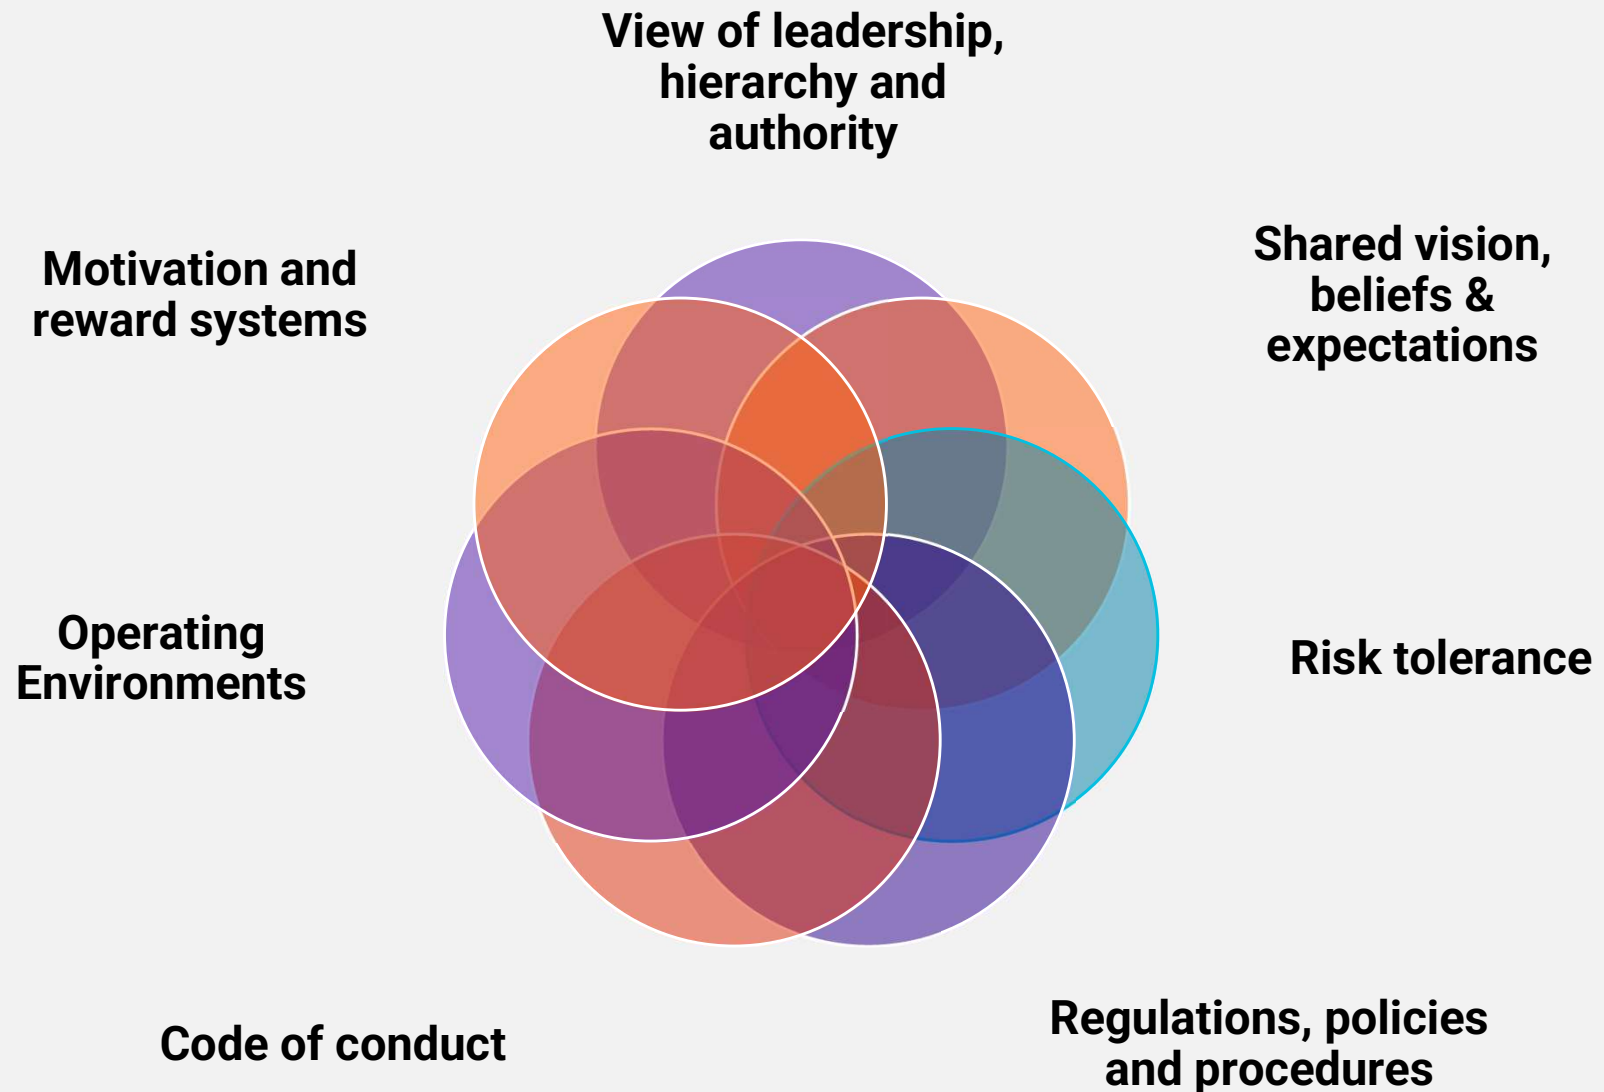 View of leadership,
hierarchy and
authority
Shared vision,
beliefs &
expectations
Motivation and
reward systems
Risk tolerance
Operating
Environments
Regulations, policies
and procedures
Code of conduct